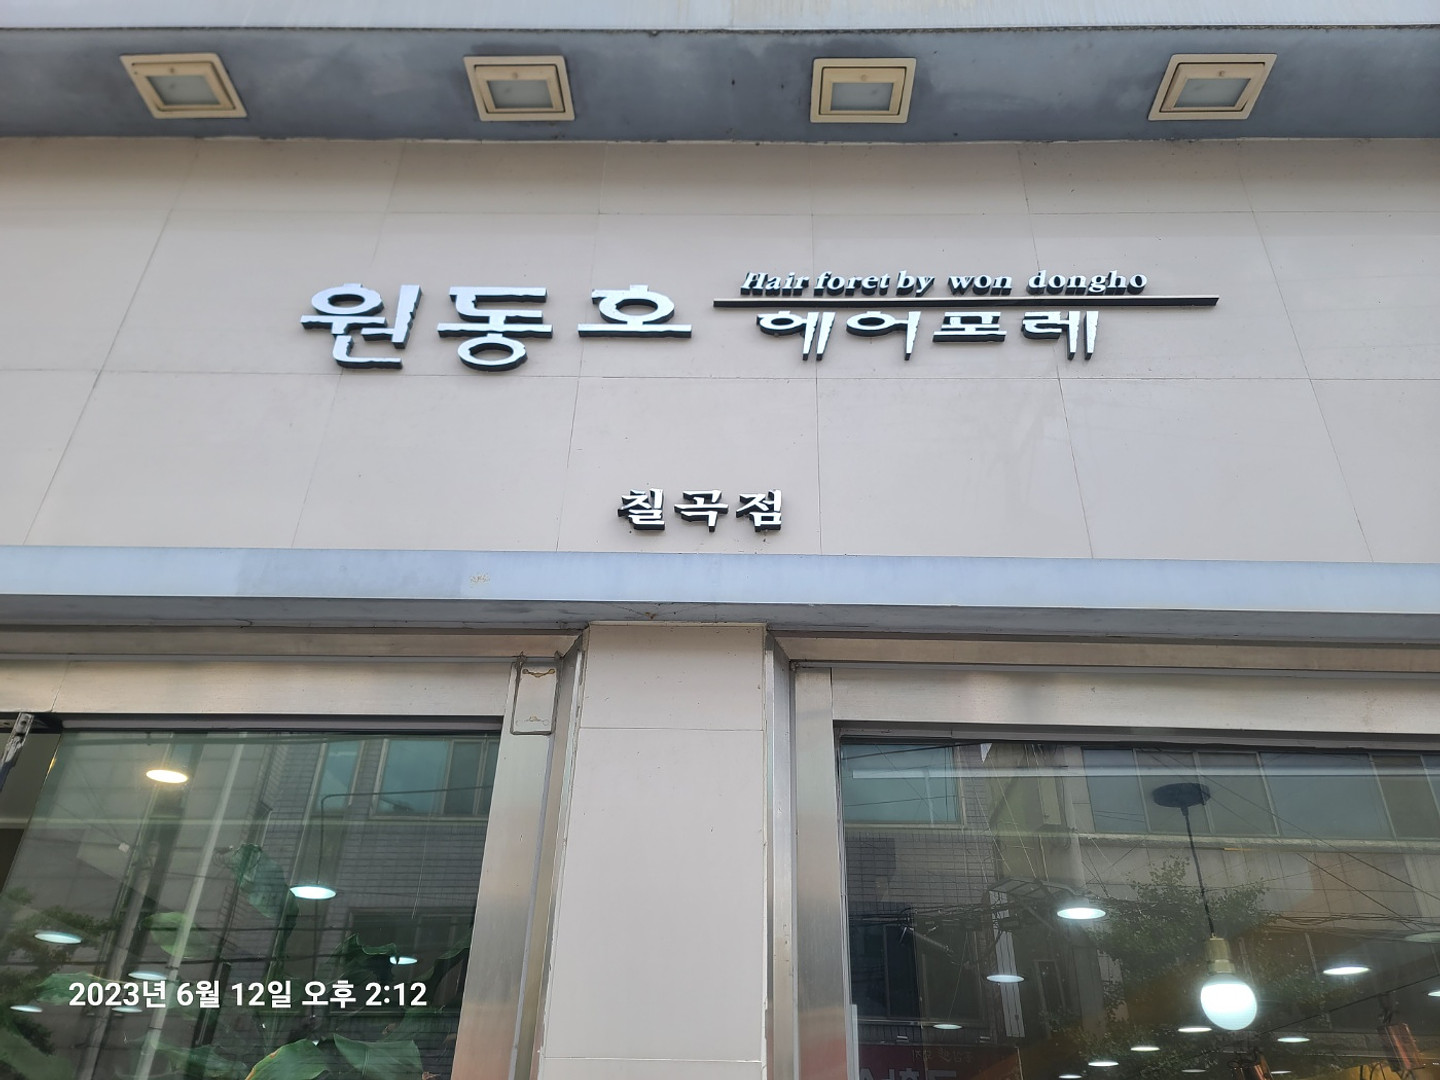 원동호
Hair foret by won dongho
헤어포레
칠곡점
2023년 6월 12일 오후 2:12